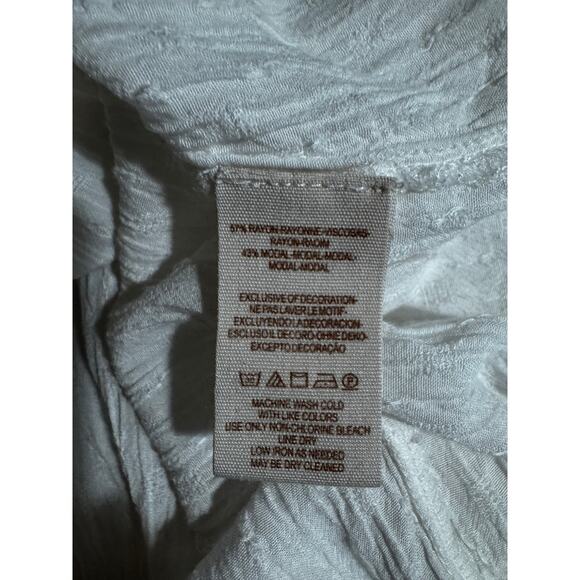 57% RAYON-RAYONNE-VISCOSAS-
RAYON-RAOIM
43% MODAL-MODAL-MODAL-
MODAL-MODAL
EXCLUSIVE OF DECORATION-
NE PAS LAVER LE MOTIF-
EXCLUYENDO LA DECORACION-
ESCLUSO IL DECORO-OHNE DEKO-
EXCEPTO DECORAÇÃO
MACHINE WASH COLD
WITH LIKE COLORS
USE ONLY NON-CHLORINE BLEACH
LINE DRY
LOW IRON AS NEEDED
MAY BE DRY CLEANED